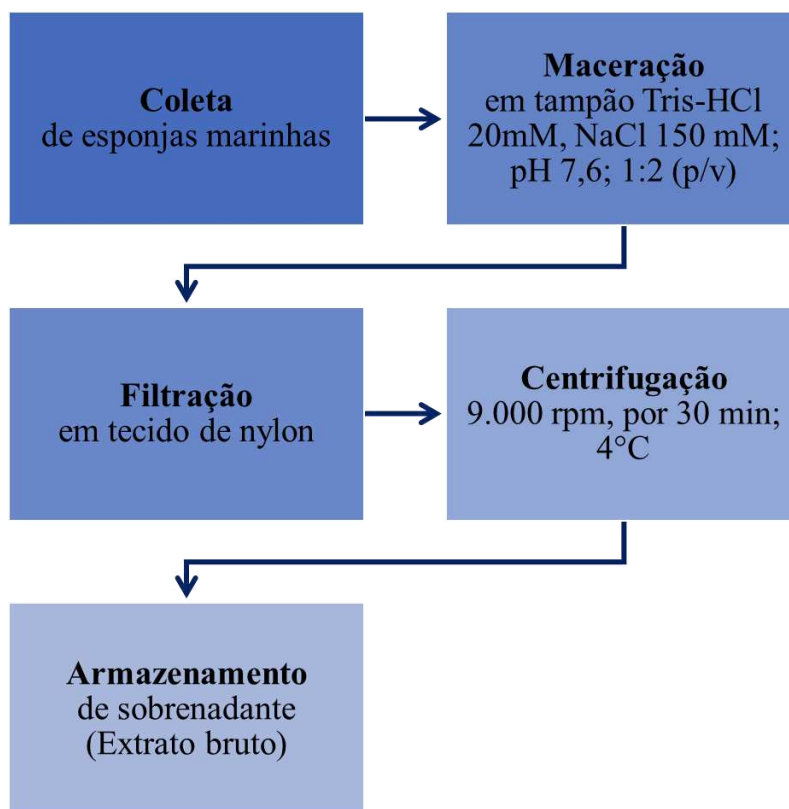 Coleta
de esponjas marinhas
Maceração
em tampão Tris-HCl
20mM, NaCl 150 mM;
pH 7,6; 1:2 (p/v)
Filtração
em tecido de nylon
Centrifugação
9.000 rpm, por 30 min;
4°C
Armazenamento
de sobrenadante
(Extrato bruto)